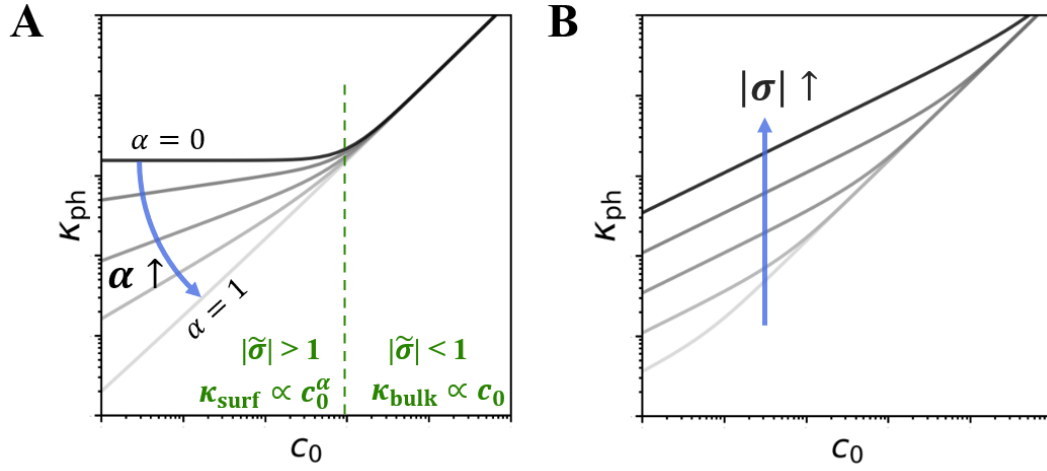 A
α = 0
α ↑
α = 1
|σ̃| > 1
κ_surf ∝ c_0^α
|σ̃| < 1
κ_bulk ∝ c_0
κ_ph
c_0
B
|σ| ↑
κ_ph
c_0